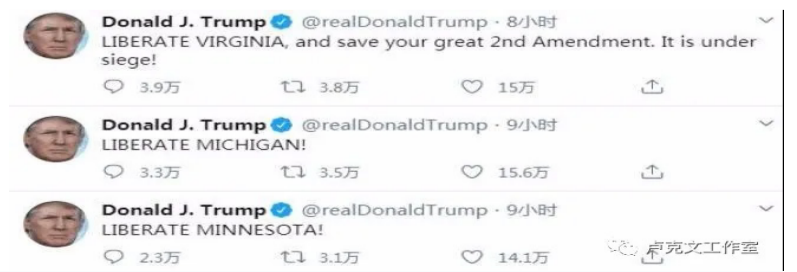 Donald J. Trump @realDonaldTrump · 8小时
LIBERATE VIRGINIA, and save your great 2nd Amendment. It is under
siege!
3.9万 3.8万 15万
Donald J. Trump @realDonaldTrump · 9小时
LIBERATE MICHIGAN!
3.3万 3.5万 15.6万
Donald J. Trump @realDonaldTrump · 9小时
LIBERATE MINNESOTA!
2.3万 3.1万 14.1万
卢克文工作室